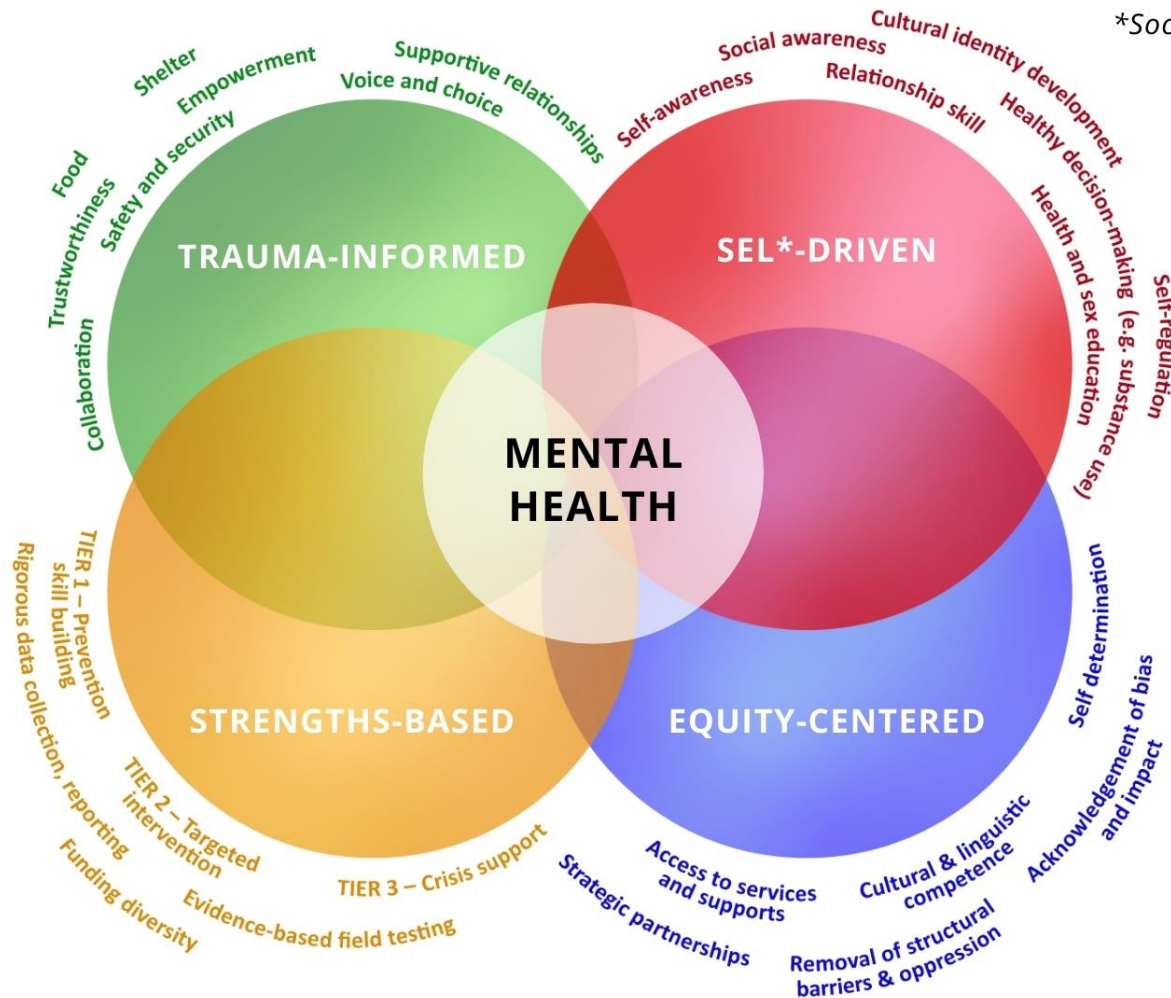 *Soc
Shelter
Empowerment
Supportive relationships
Voice and choice
Food
Safety and security
Trustworthiness
Collaboration
TRAUMA-INFORMED
Cultural identity development
Social awareness
Relationship skill
Self-awareness
Healthy decision-making (e.g. substance use)
Health and sex education
Self-regulation
SEL*-DRIVEN
MENTAL
HEALTH
STRENGTHS-BASED
TIER 1 – Prevention
skill building
Rigorous data collection, reporting
TIER 2 – Targeted
intervention
Funding diversity
TIER 3 – Crisis support
Evidence-based field testing
EQUITY-CENTERED
Self determination
Acknowledgement of bias
and impact
Cultural & linguistic
competence
Access to services
and supports
Strategic partnerships
Removal of structural
barriers & oppression